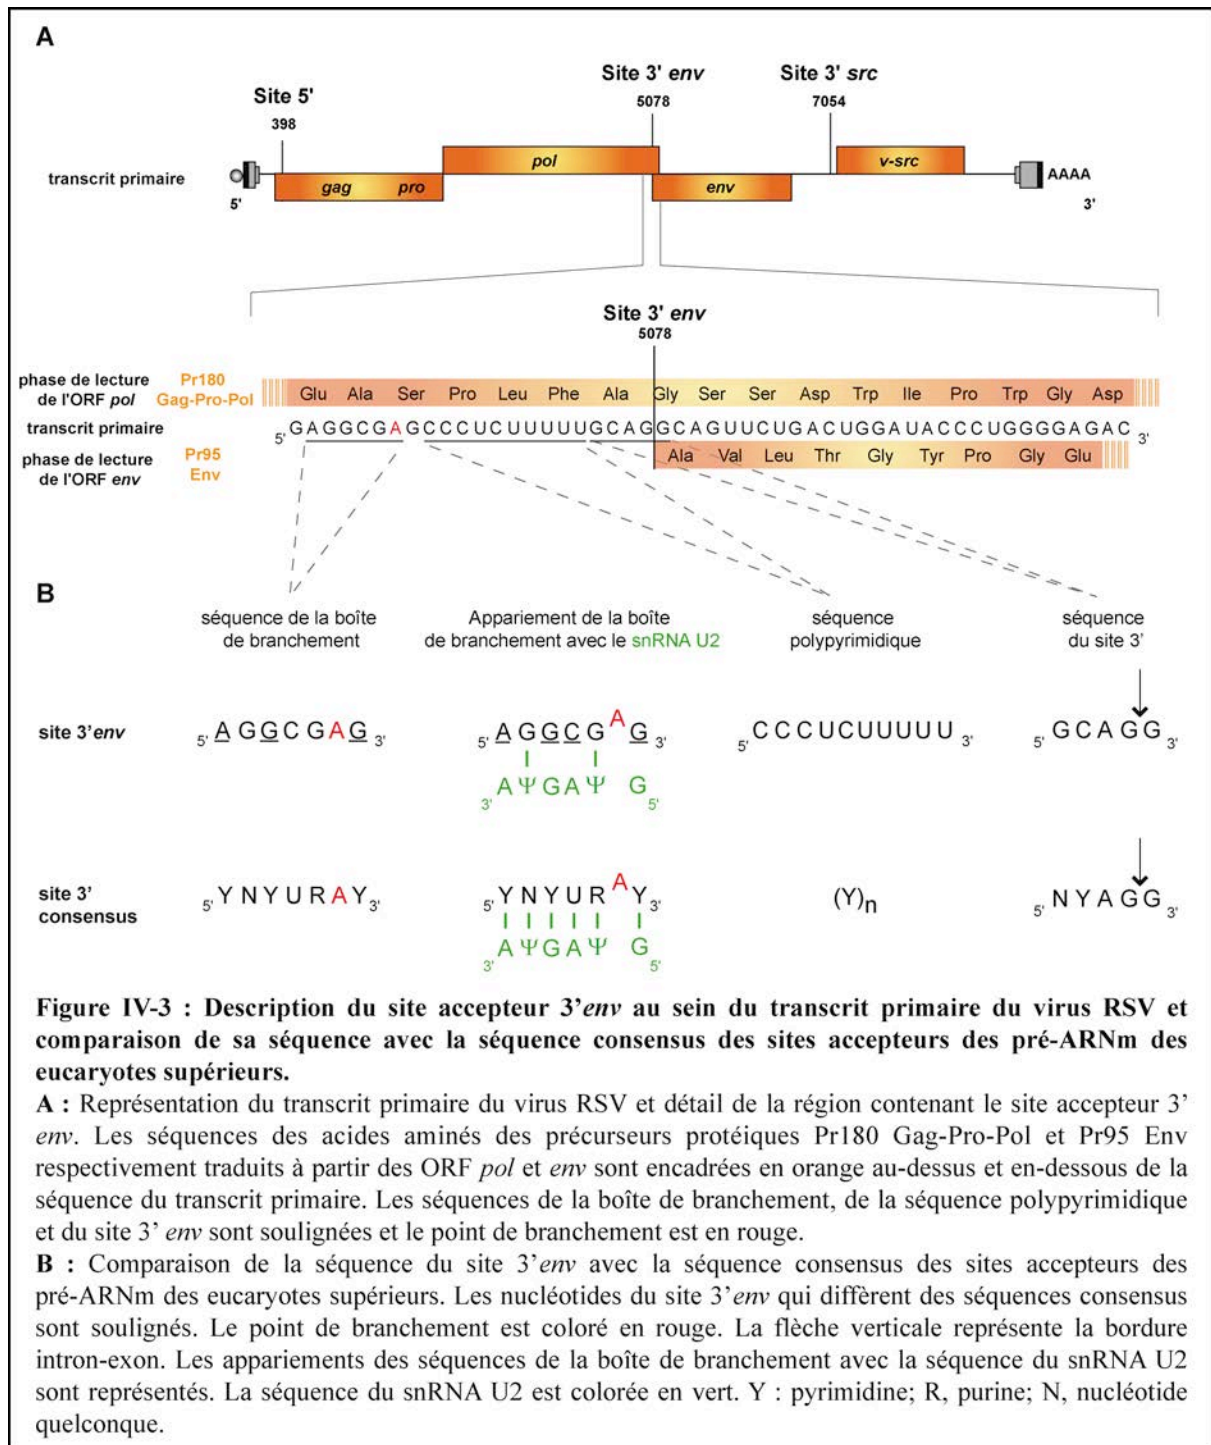 A
Site 3' env
Site 3' src
Site 5'
5078
7054
398
transcrit primaire
5'
gag pro
pol
env
v-src
AAAA
3'
Site 3' env
5078
phase de lecture
de l'ORF pol
Pr180
Gag-Pro-Pol
Glu Ala Ser Pro Leu Phe Ala Gly Ser Ser Asp Trp Ile Pro Trp Gly Asp
transcrit primaire
5' GAGGCGAGCCCUCUUUUUGCAGGCAGUUCUGACUGGAUACCCUGGGGAGAC 3'
phase de lecture
de l'ORF env
Pr95
Env
Ala Val Leu Thr Gly Tyr Pro Gly Glu
B
séquence de la boîte
de branchement
Appariement de la boîte
de branchement avec le snRNA U2
séquence
polypyrimidique
séquence
du site 3'
site 3'env
5' A G G C G A G 3'
5' A G G C G A G 3'
3' A Ψ G A Ψ G 5'
5' C C C U C U U U U U 3'
5' G C A G G 3'
site 3'
consensus
5' Y N Y U R A Y 3'
5' Y N Y U R A Y 3'
3' A Ψ G A Ψ G 5'
(Y)n
5' N Y A G G 3'
Figure IV-3 : Description du site accepteur 3'env au sein du transcrit primaire du virus RSV et
comparaison de sa séquence avec la séquence consensus des sites accepteurs des pré-ARNm des
eucaryotes supérieurs.
A : Représentation du transcrit primaire du virus RSV et détail de la région contenant le site accepteur 3'
env. Les séquences des acides aminés des précurseurs protéiques Pr180 Gag-Pro-Pol et Pr95 Env
respectivement traduits à partir des ORF pol et env sont encadrées en orange au-dessus et en-dessous de la
séquence du transcrit primaire. Les séquences de la boîte de branchement, de la séquence polypyrimidique
et du site 3' env sont soulignées et le point de branchement est en rouge.
B : Comparaison de la séquence du site 3'env avec la séquence consensus des sites accepteurs des
pré-ARNm des eucaryotes supérieurs. Les nucléotides du site 3'env qui diffèrent des séquences consensus
sont soulignés. Le point de branchement est coloré en rouge. La flèche verticale représente la bordure
intron-exon. Les appariements des séquences de la boîte de branchement avec la séquence du snRNA U2
sont représentés. La séquence du snRNA U2 est colorée en vert. Y : pyrimidine; R, purine; N, nucléotide
quelconque.